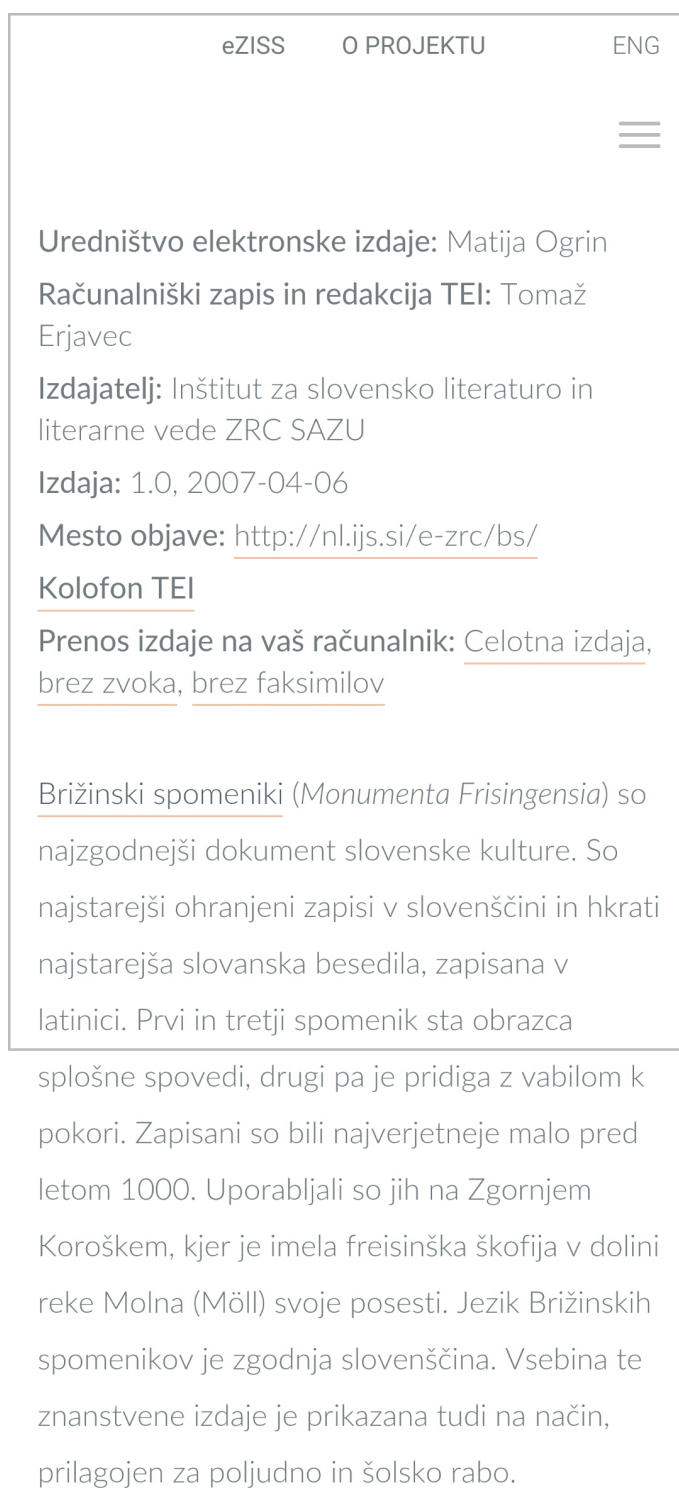 eZISS O PROJEKTU ENG
Uredništvo elektronske izdaje: Matija Ogrin
Računalniški zapis in redakcija TEI: Tomaž
Erjavec
Izdajatelj: Inštitut za slovensko literaturo in
literarne vede ZRC SAZU
Izdaja: 1.0, 2007-04-06
Mesto objave: http://nl.ijs.si/e-zrc/bs/
Kolofon TEI
Prenos izdaje na vaš računalnik: Celotna izdaja,
brez zvoka, brez faksimilov
Brižinski spomeniki (Monumenta Frisingensia) so
najzgodnejši dokument slovenske kulture. So
najstarejši ohranjeni zapisi v slovenščini in hkrati
najstarejša slovanska besedila, zapisana v
latinici. Prvi in tretji spomenik sta obrazca
splošne spovedi, drugi pa je pridiga z vabilom k
pokori. Zapisani so bili najverjetneje malo pred
letom 1000. Uporabljali so jih na Zgornjem
Koroškem, kjer je imela freisinška škofija v dolini
reke Molna (Möll) svoje posesti. Jezik Brižinskih
spomenikov je zgodnja slovenščina. Vsebina te
znanstvene izdaje je prikazana tudi na način,
prilagojen za poljudno in šolsko rabo.